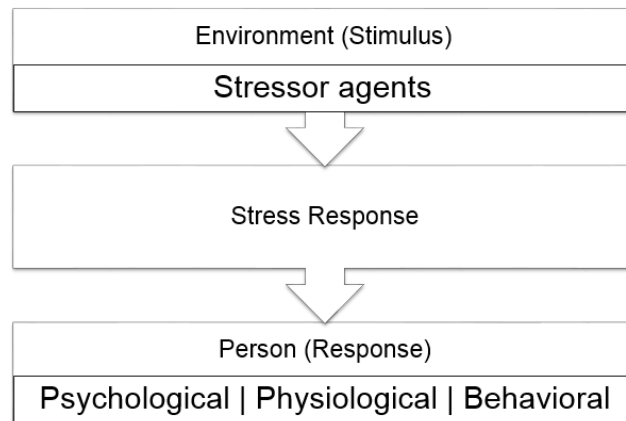 Environment (Stimulus)
Stressor agents
Stress Response
Person (Response)
Psychological | Physiological | Behavioral